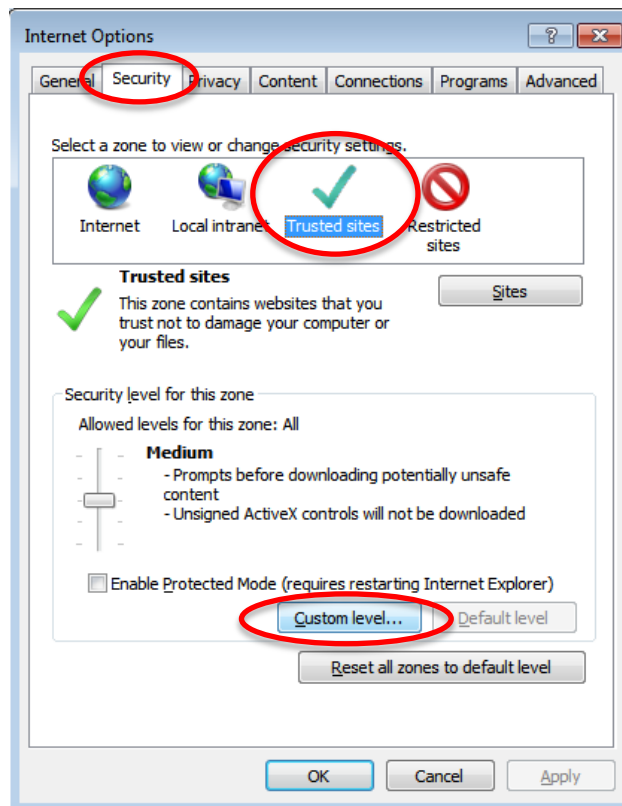 Internet Options
General Security Privacy Content Connections Programs Advanced
Select a zone to view or change security settings.
Internet Local intranet Trusted sites Restricted
sites
Trusted sites
This zone contains websites that you
trust not to damage your computer or
your files.
Sites
Security level for this zone
Allowed levels for this zone: All
Medium
- Prompts before downloading potentially unsafe
content
- Unsigned ActiveX controls will not be downloaded
Enable Protected Mode (requires restarting Internet Explorer)
Custom level... Default level
Reset all zones to default level
OK Cancel Apply